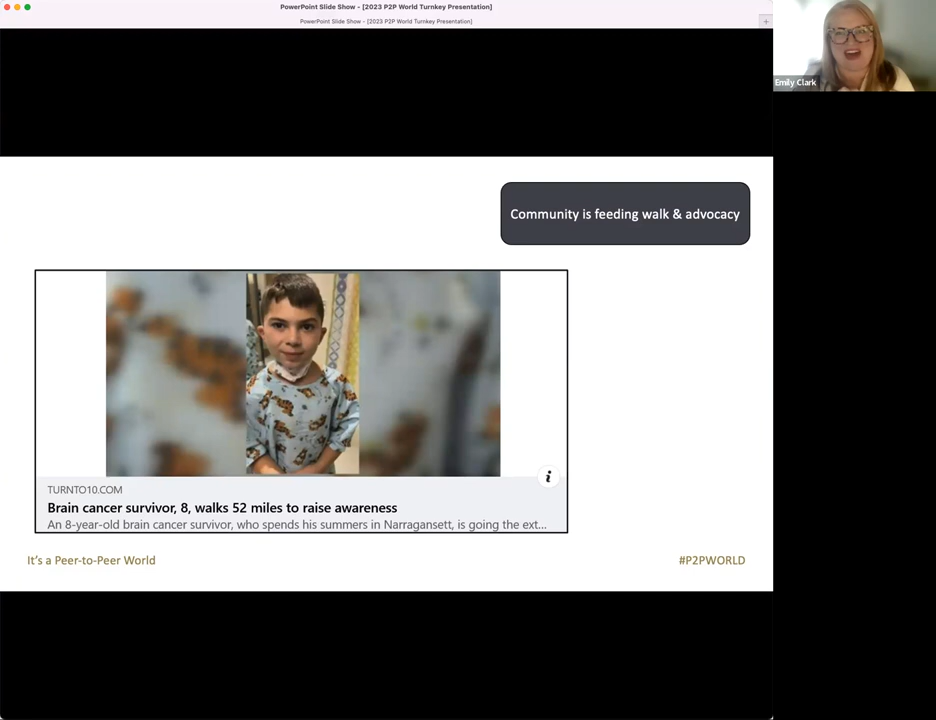 PowerPoint Slide Show - [2023 P2P World Turnkey Presentation]
PowerPoint Slide Show - [2023 P2P World Turnkey Presentation]
+
Emily Clark
Community is feeding walk & advocacy
i
TURNTO10.COM
Brain cancer survivor, 8, walks 52 miles to raise awareness
An 8-year-old brain cancer survivor, who spends his summers in Narragansett, is going the ext...
It's a Peer-to-Peer World
#P2PWORLD